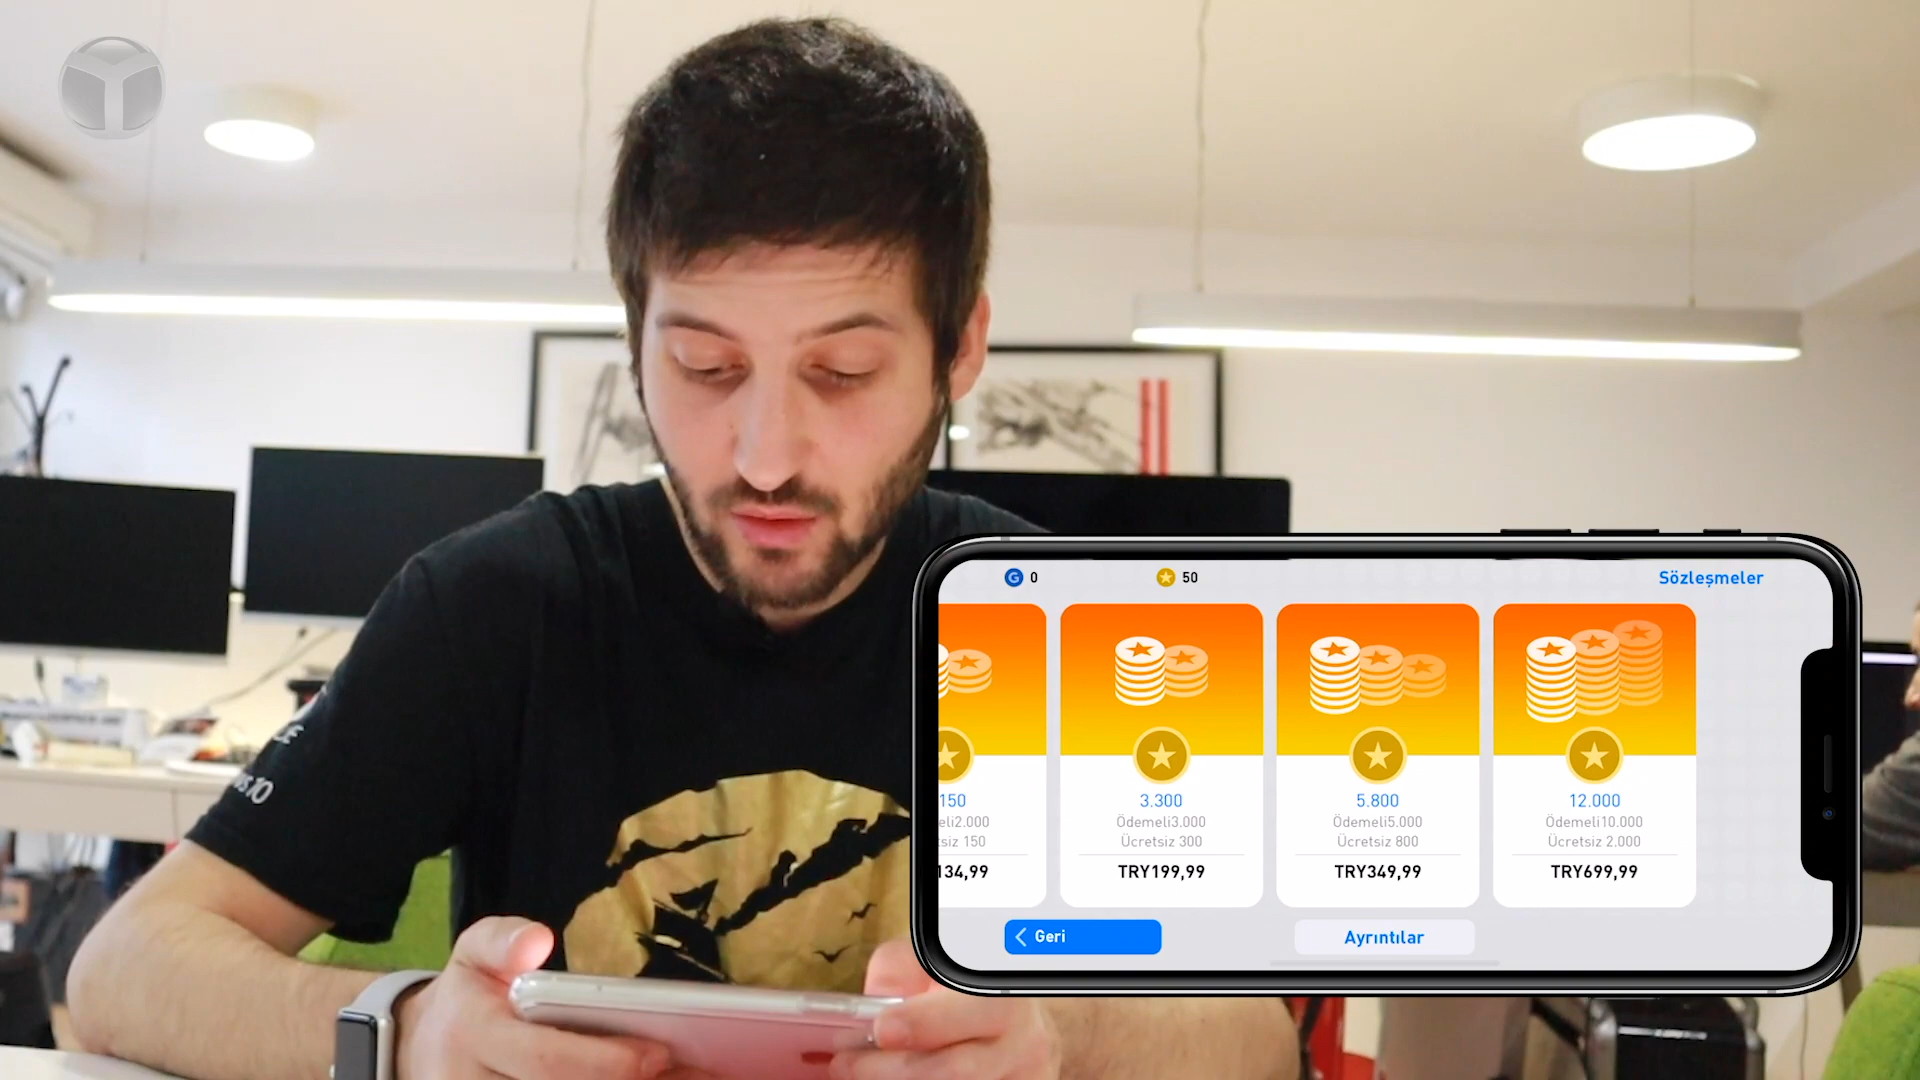 G 0
50
Sözleşmeler
150
eli2.000
tsiz 150
134,99
3.300
Ödemeli3.000
Ücretsiz 300
TRY199,99
5.800
Ödemeli5.000
Ücretsiz 800
TRY349,99
12.000
Ödemeli10.000
Ücretsiz 2.000
TRY699,99
Geri
Ayrıntılar